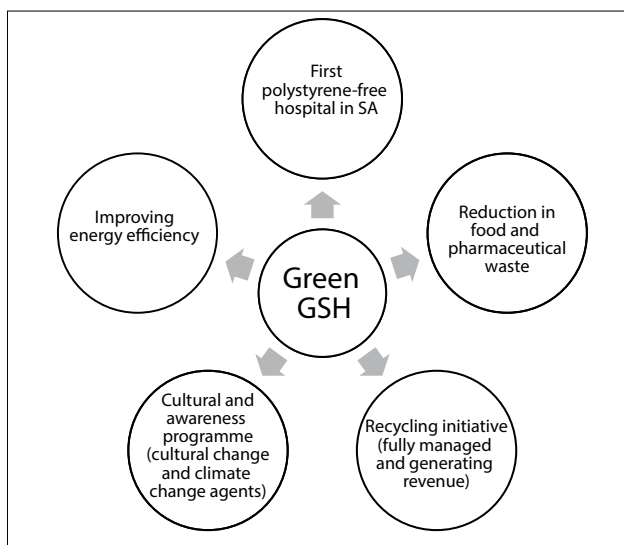 First
polystyrene-free
hospital in SA
Improving
energy efficiency
Reduction in
food and
pharmaceutical
waste
Green
GSH
Cultural and
awareness
programme
(cultural change
and climate
change agents)
Recycling initiative
(fully managed
and generating
revenue)